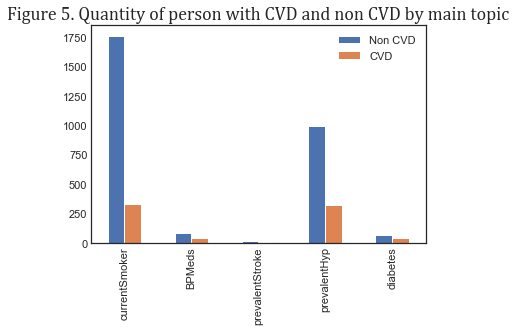 Figure 5. Quantity of person with CVD and non CVD by main topic
Non CVD
CVD
1750
1500
1250
1000
750
500
250
0
currentSmoker
BPMeds
prevalentStroke
prevalentHyp
diabetes